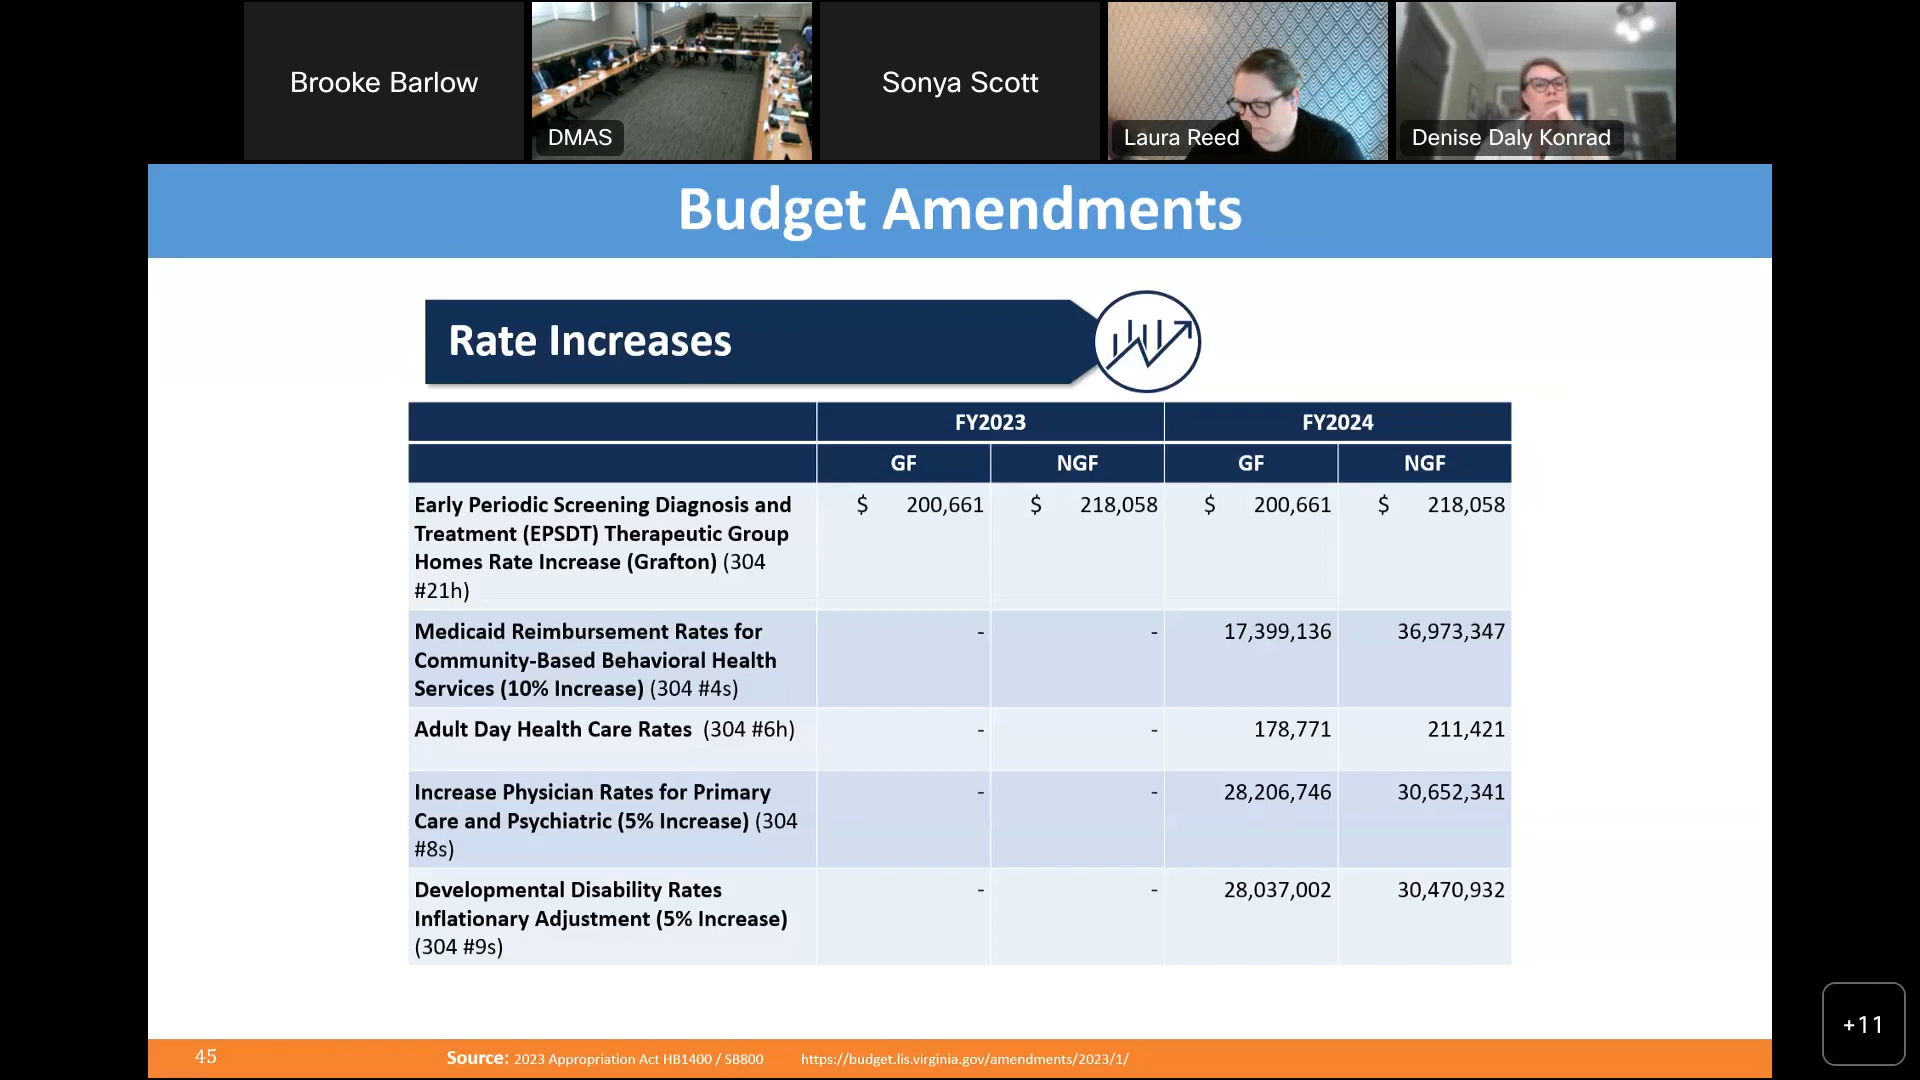 Brooke Barlow
DMAS
Sonya Scott
Laura Reed
Denise Daly Konrad
Budget Amendments
Rate Increases
FY2023 FY2024
GF NGF GF NGF
Early Periodic Screening Diagnosis and $ 200,661 $ 218,058 $ 200,661 $ 218,058
Treatment (EPSDT) Therapeutic Group
Homes Rate Increase (Grafton) (304
#21h)
Medicaid Reimbursement Rates for - - 17,399,136 36,973,347
Community-Based Behavioral Health
Services (10% Increase) (304 #4s)
Adult Day Health Care Rates (304 #6h) - - 178,771 211,421
Increase Physician Rates for Primary - - 28,206,746 30,652,341
Care and Psychiatric (5% Increase) (304
#8s)
Developmental Disability Rates - - 28,037,002 30,470,932
Inflationary Adjustment (5% Increase)
(304 #9s)
45 Source: 2023 Appropriation Act HB1400 / SB800 https://budget.lis.virginia.gov/amendments/2023/1/
+11